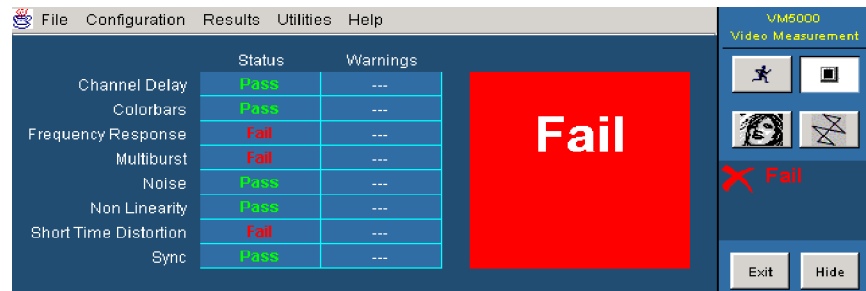 File Configuration Results Utilities Help
VM5000
Video Measurement
Status Warnings
Channel Delay Pass ---
Colorbars Pass ---
Frequency Response Fail ---
Multiburst Fail ---
Noise Pass ---
Non Linearity Pass ---
Short Time Distortion Fail ---
Sync Pass ---
Fail
Fail
Exit Hide